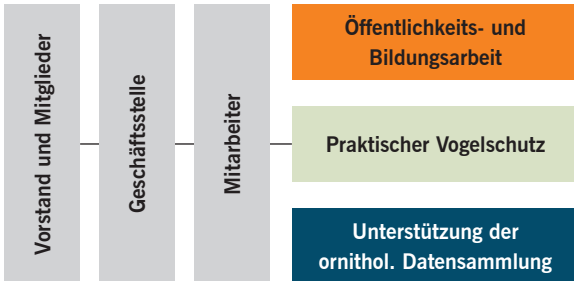 Vorstand und Mitglieder
Geschäftsstelle
Mitarbeiter
Öffentlichkeits- und
Bildungsarbeit
Praktischer Vogelschutz
Unterstützung der
ornithol. Datensammlung